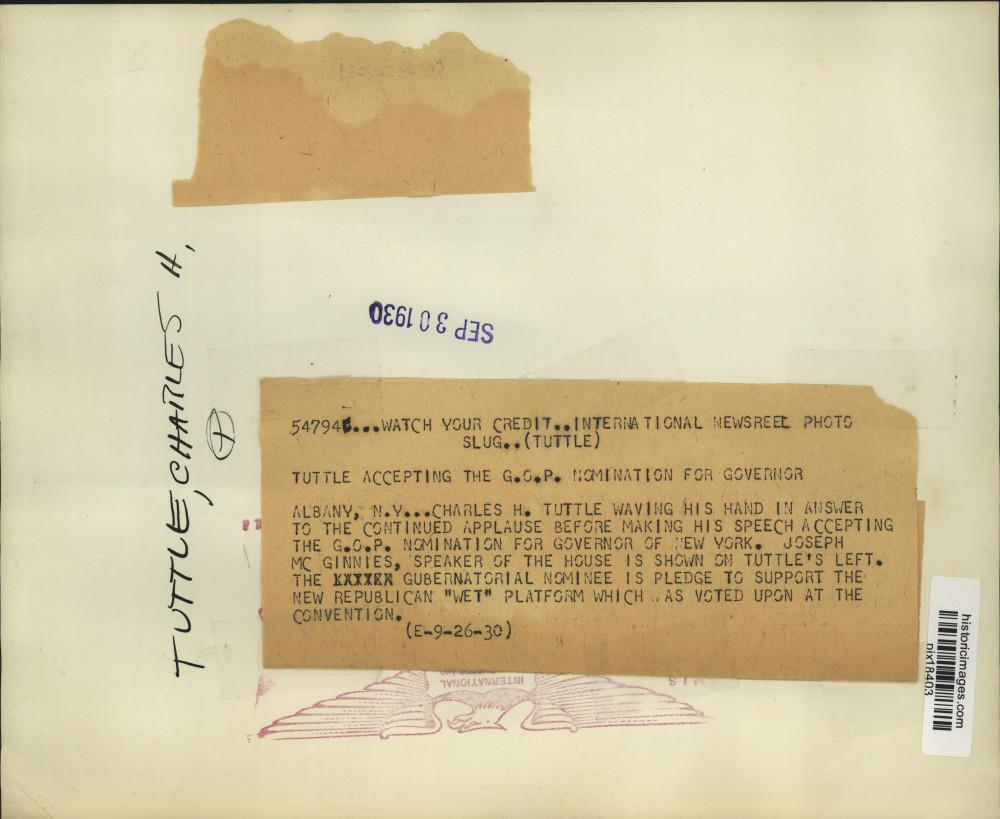 SEP 30 1930
TUTTLE, CHARLES H,
54794...WATCH YOUR CREDIT..INTERNATIONAL NEWSREEL PHOTO
SLUG..(TUTTLE)
TUTTLE ACCEPTING THE G.O.P. NOMINATION FOR GOVERNOR
ALBANY, N.Y...CHARLES H. TUTTLE WAVING HIS HAND IN ANSWER
TO THE CONTINUED APPLAUSE BEFORE MAKING HIS SPEECH ACCEPTING
THE G.O.P. NOMINATION FOR GOVERNOR OF NEW YORK. JOSEPH
MC GINNIES, SPEAKER OF THE HOUSE IS SHOWN ON TUTTLE'S LEFT.
THE XXXXXX GUBERNATORIAL NOMINEE IS PLEDGE TO SUPPORT THE
NEW REPUBLICAN "WET" PLATFORM WHICH WAS VOTED UPON AT THE
CONVENTION.
(E-9-26-30)
INTERNATIONAL
historicimages.com
pix18403